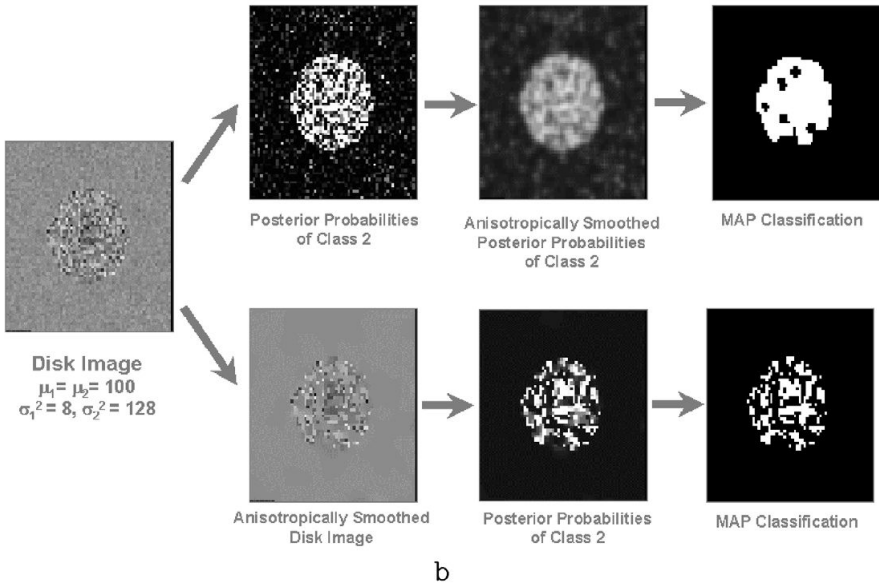 Posterior Probabilities
of Class 2
Anisotropically Smoothed
Posterior Probabilities
of Class 2
MAP Classification
Disk Image
μ₁= μ₂= 100
σ₁² = 8, σ₂² = 128
Anisotropically Smoothed
Disk Image
Posterior Probabilities
of Class 2
MAP Classification
b